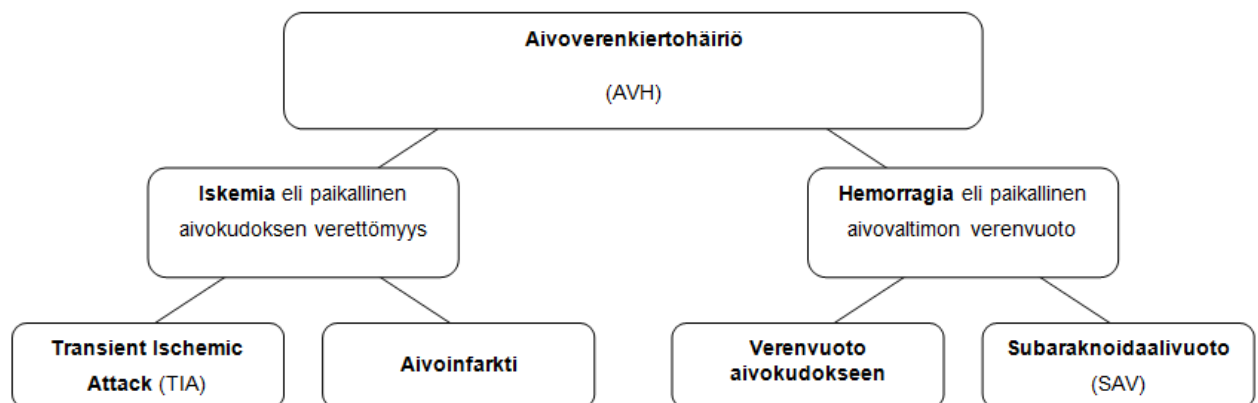 Aivoverenkiertohäiriö
(AVH)
Iskemia eli paikallinen
aivokudoksen verettömyys
Hemorragia eli paikallinen
aivovaltimon verenvuoto
Transient Ischemic
Attack (TIA)
Aivoinfarkti
Verenvuoto
aivokudokseen
Subaraknoidaalivuoto
(SAV)